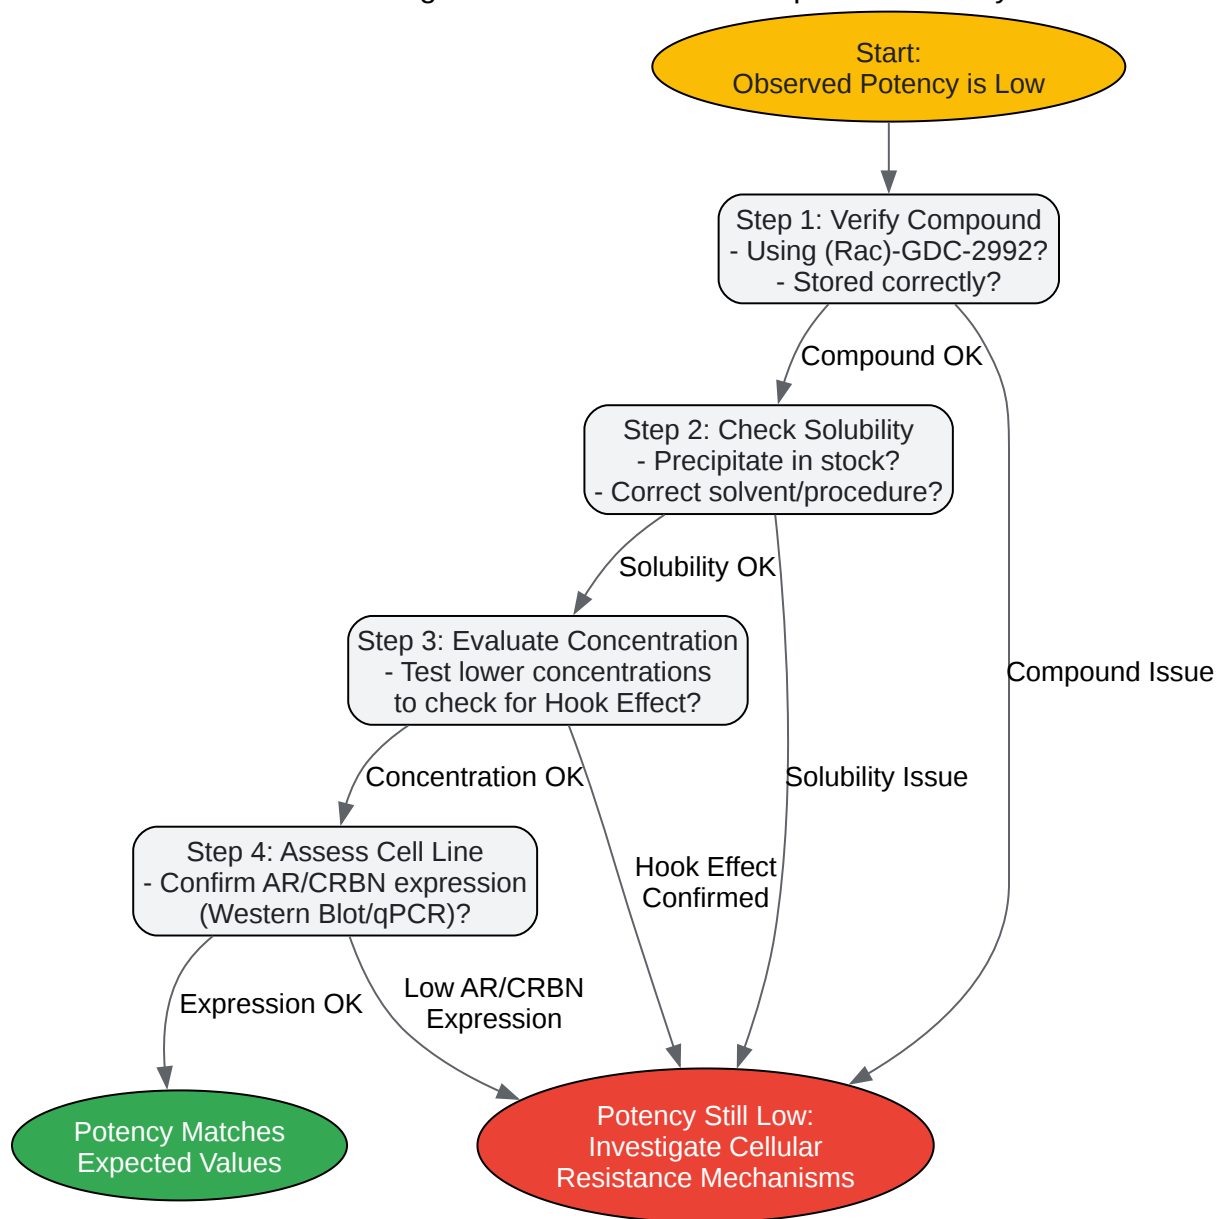 Start:
Observed Potency is Low
Step 1: Verify Compound
- Using (Rac)-GDC-2992?
- Stored correctly?
Compound OK
Step 2: Check Solubility
- Precipitate in stock?
- Correct solvent/procedure?
Solubility OK
Step 3: Evaluate Concentration
- Test lower concentrations
to check for Hook Effect?
Compound Issue
Concentration OK
Solubility Issue
Step 4: Assess Cell Line
- Confirm AR/CRBN expression
(Western Blot/qPCR)?
Hook Effect
Confirmed
Expression OK
Low AR/CRBN
Expression
Potency Matches
Expected Values
Potency Still Low:
Investigate Cellular
Resistance Mechanisms